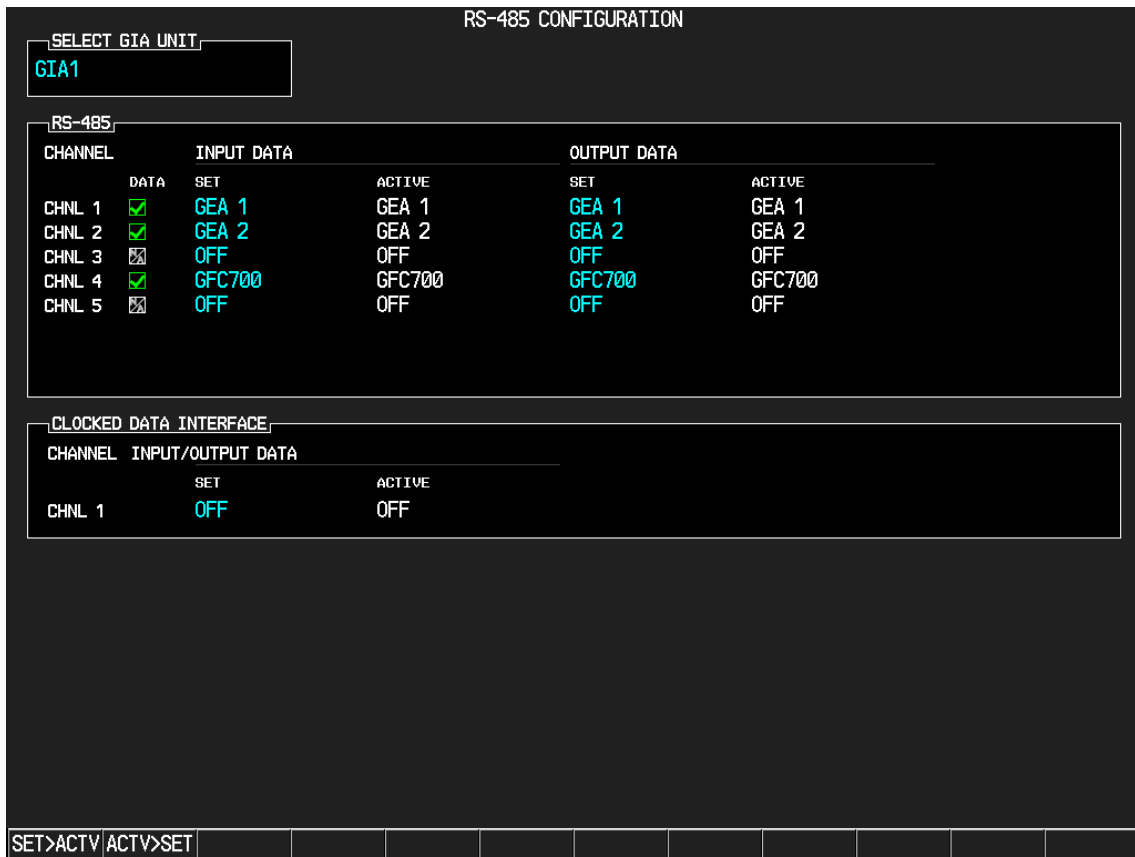 RS-485 CONFIGURATION
SELECT GIA UNIT
GIA1
RS-485
CHANNEL INPUT DATA OUTPUT DATA
DATA SET ACTIVE SET ACTIVE
CHNL 1 GEA 1 GEA 1 GEA 1 GEA 1
CHNL 2 GEA 2 GEA 2 GEA 2 GEA 2
CHNL 3 N/A OFF OFF OFF OFF
CHNL 4 GFC700 GFC700 GFC700 GFC700
CHNL 5 N/A OFF OFF OFF OFF
CLOCKED DATA INTERFACE
CHANNEL INPUT/OUTPUT DATA
SET ACTIVE
CHNL 1 OFF OFF
SET>ACTV ACTV>SET